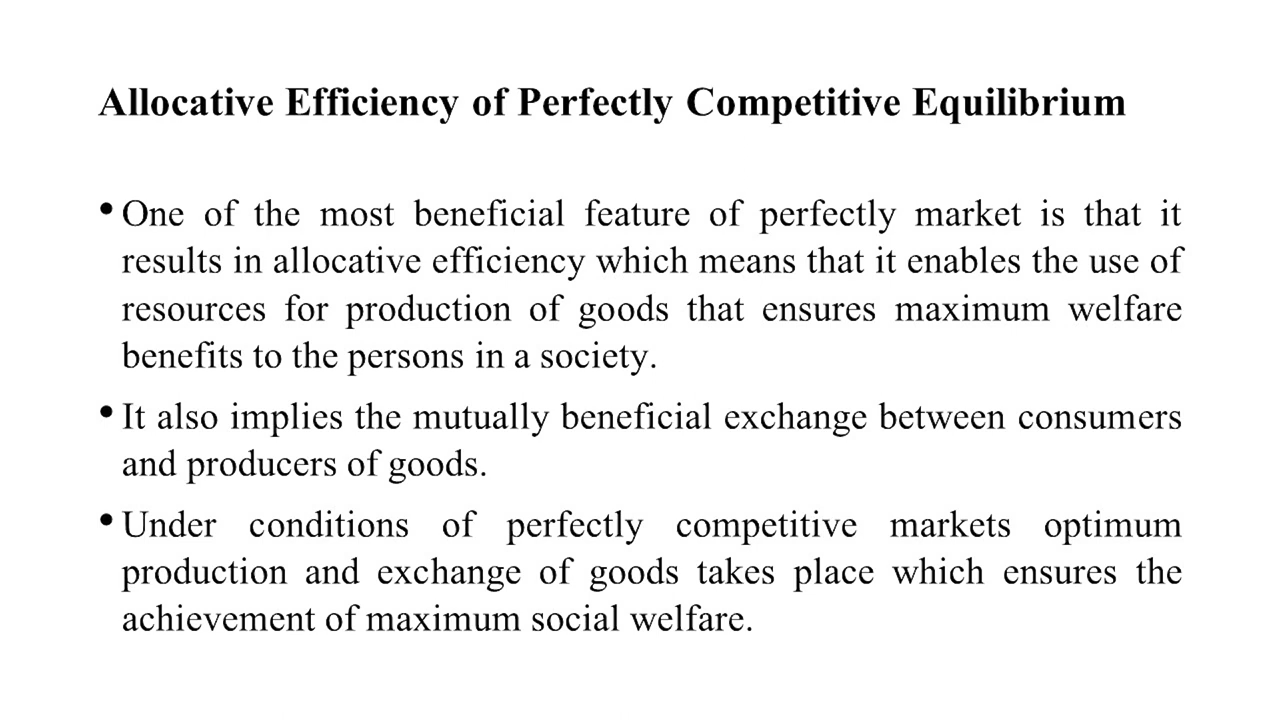 Allocative Efficiency of Perfectly Competitive Equilibrium
• One of the most beneficial feature of perfectly market is that it
results in allocative efficiency which means that it enables the use of
resources for production of goods that ensures maximum welfare
benefits to the persons in a society.
• It also implies the mutually beneficial exchange between consumers
and producers of goods.
• Under conditions of perfectly competitive markets optimum
production and exchange of goods takes place which ensures the
achievement of maximum social welfare.